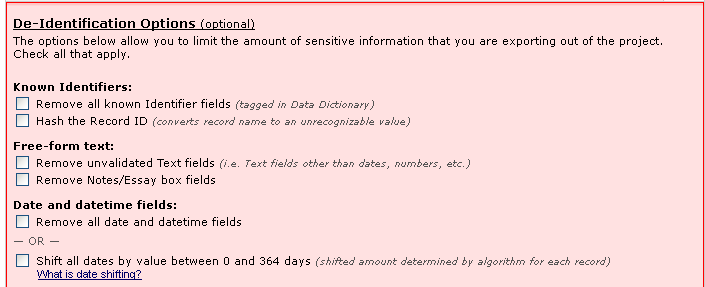 De-Identification Options (optional)
The options below allow you to limit the amount of sensitive information that you are exporting out of the project.
Check all that apply.
Known Identifiers:
Remove all known Identifier fields (tagged in Data Dictionary)
Hash the Record ID (converts record name to an unrecognizable value)
Free-form text:
Remove unvalidated Text fields (i.e. Text fields other than dates, numbers, etc.)
Remove Notes/Essay box fields
Date and datetime fields:
Remove all date and datetime fields
— OR —
Shift all dates by value between 0 and 364 days (shifted amount determined by algorithm for each record)
What is date shifting?